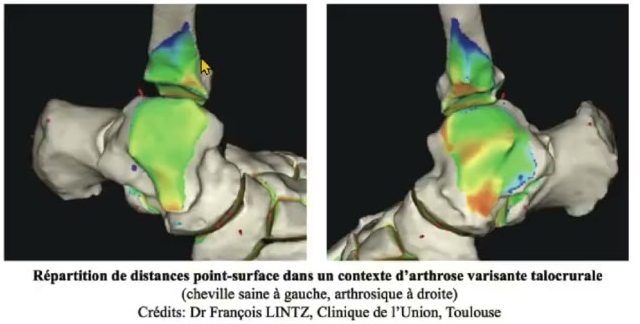 Répartition de distances point-surface dans un contexte d'arthrose varisante talocrurale
(cheville saine à gauche, arthrosique à droite)
Crédits: Dr François LINTZ, Clinique de l'Union, Toulouse